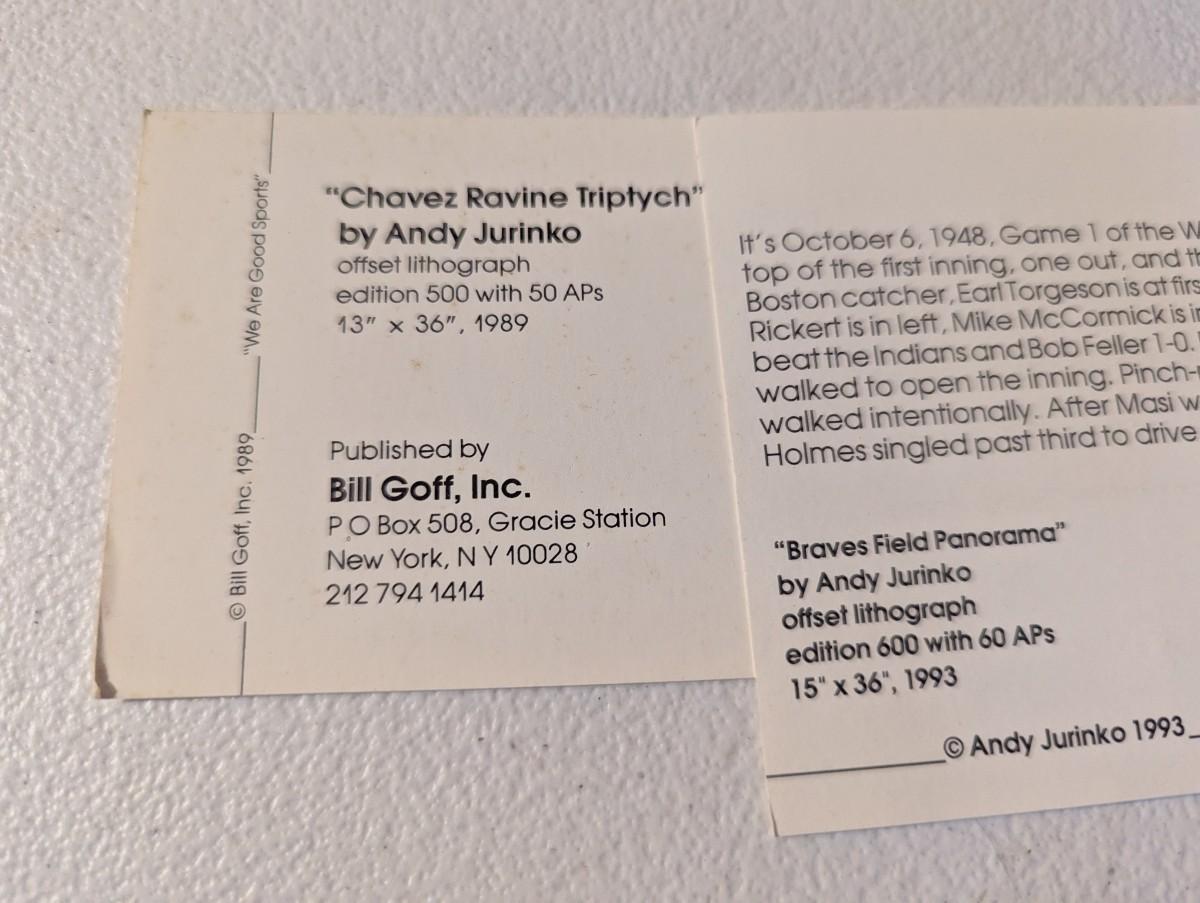 "Chavez Ravine Triptych"
by Andy Jurinko
offset lithograph
edition 500 with 50 APs
13" x 36", 1989
Published by
Bill Goff, Inc.
P O Box 508, Gracie Station
New York, N Y 10028
212 794 1414
© Bill Goff, Inc. 1989 "We Are Good Sports"
It's October 6, 1948, Game 1 of the
top of the first inning, one out, and
Boston catcher, Earl Torgeson is at
Rickert is in left, Mike McCormick is
beat the Indians and Bob Feller 1-0.
walked to open the inning. Pinch-
walked intentionally. After Masi
Holmes singled past third to drive
"Braves Field Panorama"
by Andy Jurinko
offset lithograph
edition 600 with 60 APs
15" x 36", 1993
© Andy Jurinko 1993